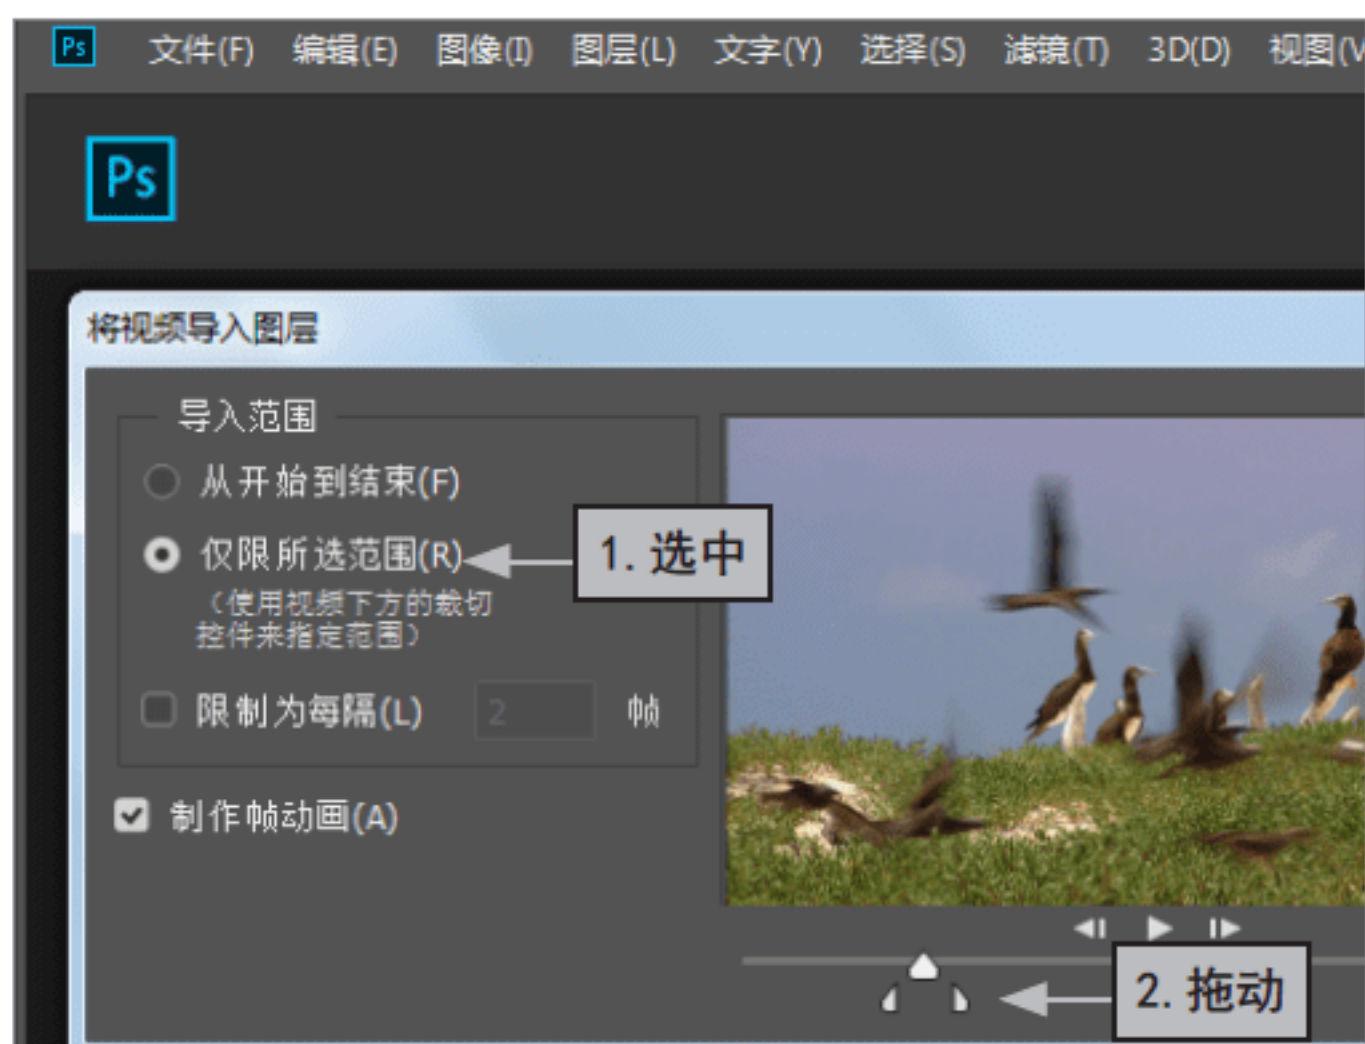 Ps 文件(F) 编辑(E) 图像(I) 图层(L) 文字(Y) 选择(S) 滤镜(T) 3D(D) 视图(V
Ps
将视频导入图层
导入范围
从开始到结束(F)
仅限所选范围(R)
1. 选中
（使用视频下方的裁切
控件来指定范围）
限制为每隔(L) 2 帧
制作帧动画(A)
2. 拖动